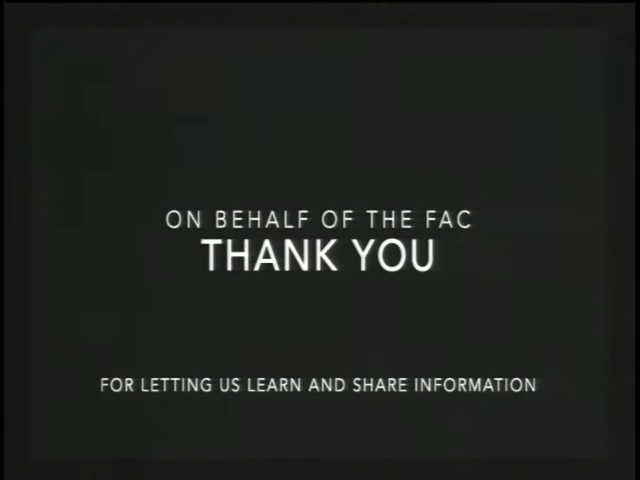 ON BEHALF OF THE FAC
THANK YOU
FOR LETTING US LEARN AND SHARE INFORMATION